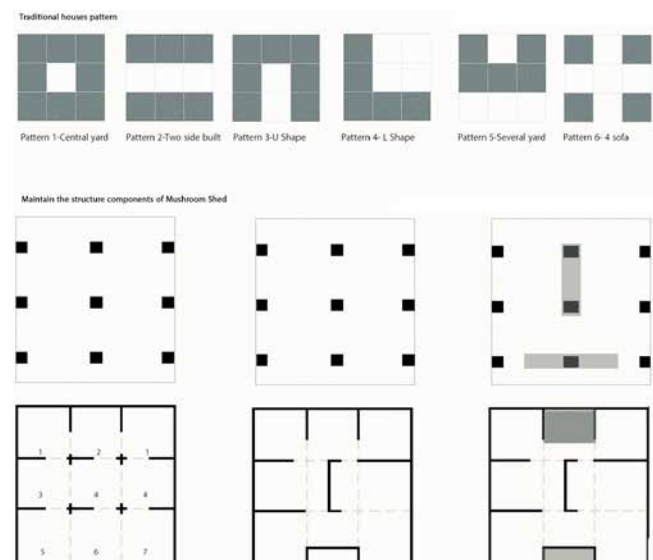 Traditional houses pattern
Pattern 1-Central yard
Pattern 2-Two side built
Pattern 3-U Shape
Pattern 4- L Shape
Pattern 5-Several yard
Pattern 6- 4 sofa
Maintain the structure components of Mushroom Shed
1 2 1
3 4 4
5 6 7